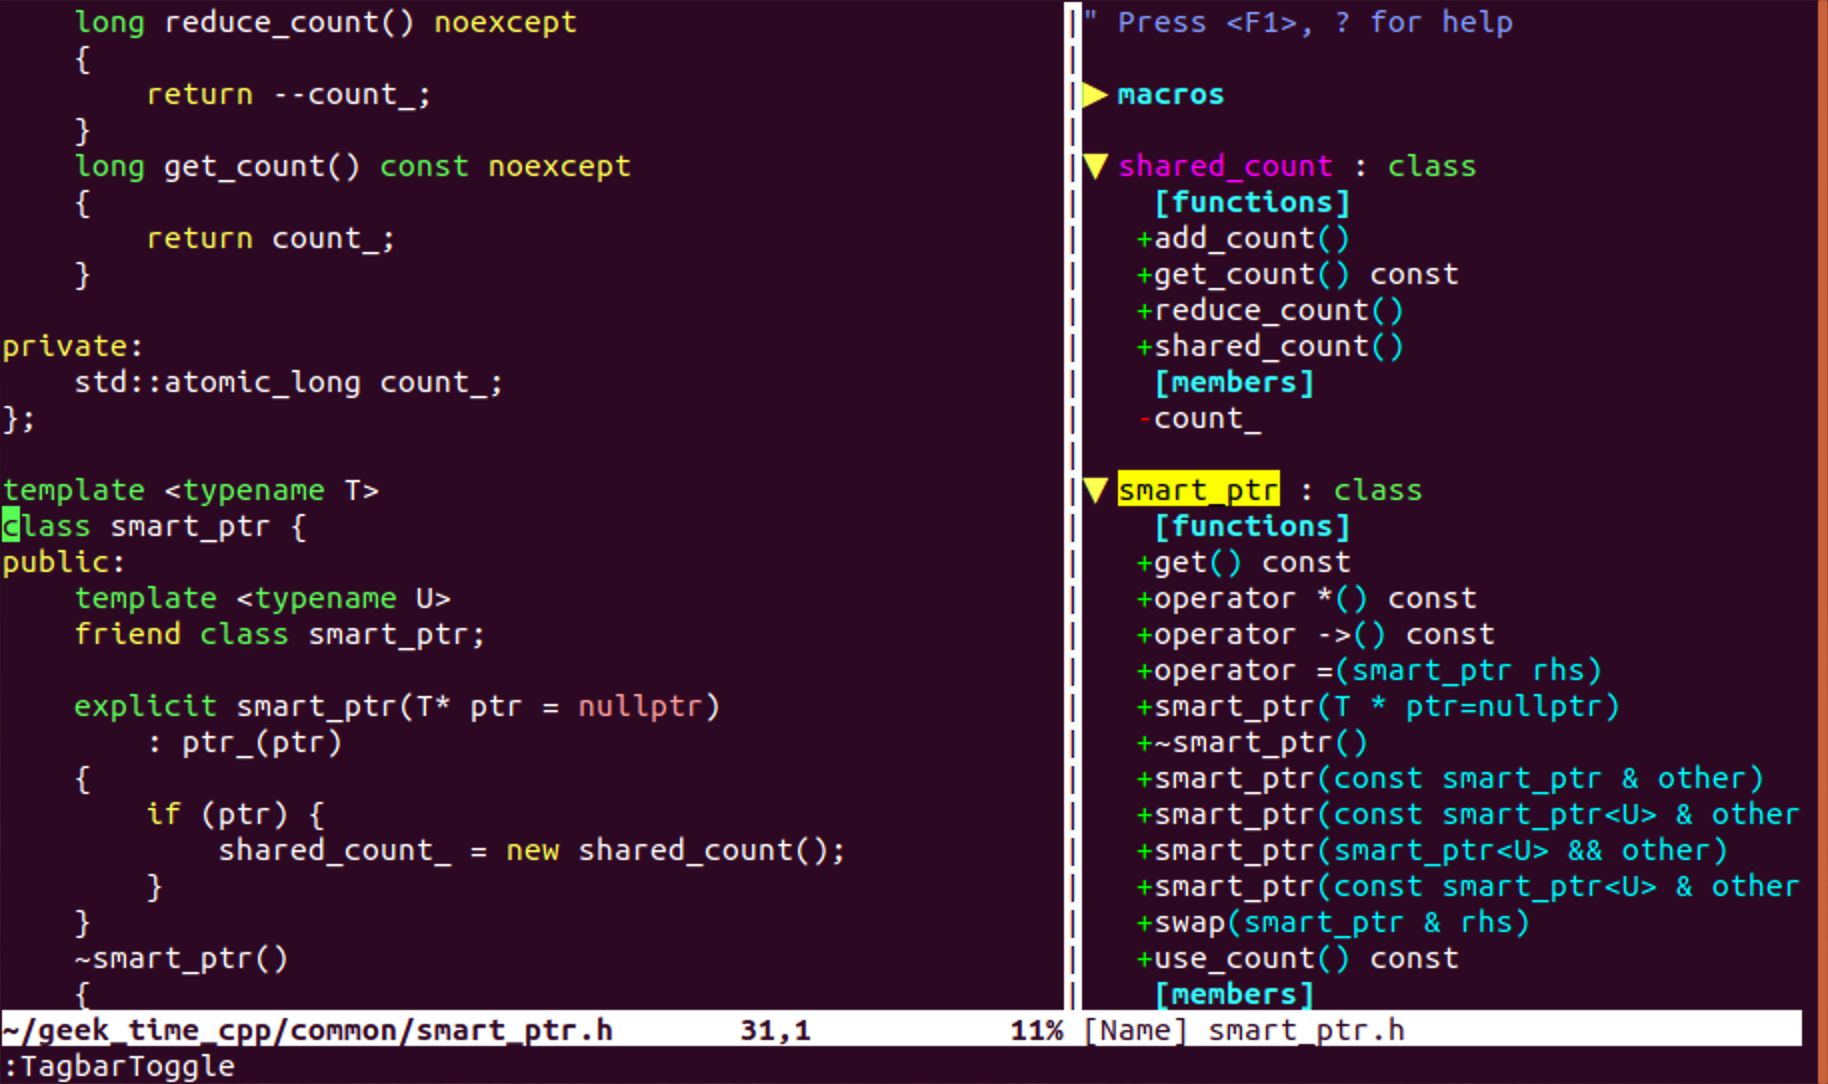 long reduce_count() noexcept
    {
        return --count_;
    }
    long get_count() const noexcept
    {
        return count_;
    }

private:
    std::atomic_long count_;
};

template <typename T>
class smart_ptr {
public:
    template <typename U>
    friend class smart_ptr;

    explicit smart_ptr(T* ptr = nullptr)
        : ptr_(ptr)
    {
        if (ptr) {
            shared_count_ = new shared_count();
        }
    }
    ~smart_ptr()
    {
~/geek_time_cpp/common/smart_ptr.h 31,1 11%
:TagbarToggle
" Press <F1>, ? for help

▶ macros

▼ shared_count : class
    [functions]
   +add_count()
   +get_count() const
   +reduce_count()
   +shared_count()
    [members]
   -count_

▼ smart_ptr : class
    [functions]
   +get() const
   +operator *() const
   +operator ->() const
   +operator =(smart_ptr rhs)
   +smart_ptr(T * ptr=nullptr)
   +~smart_ptr()
   +smart_ptr(const smart_ptr & other)
   +smart_ptr(const smart_ptr<U> & other
   +smart_ptr(smart_ptr<U> && other)
   +smart_ptr(const smart_ptr<U> & other
   +swap(smart_ptr & rhs)
   +use_count() const
    [members]
[Name] smart_ptr.h